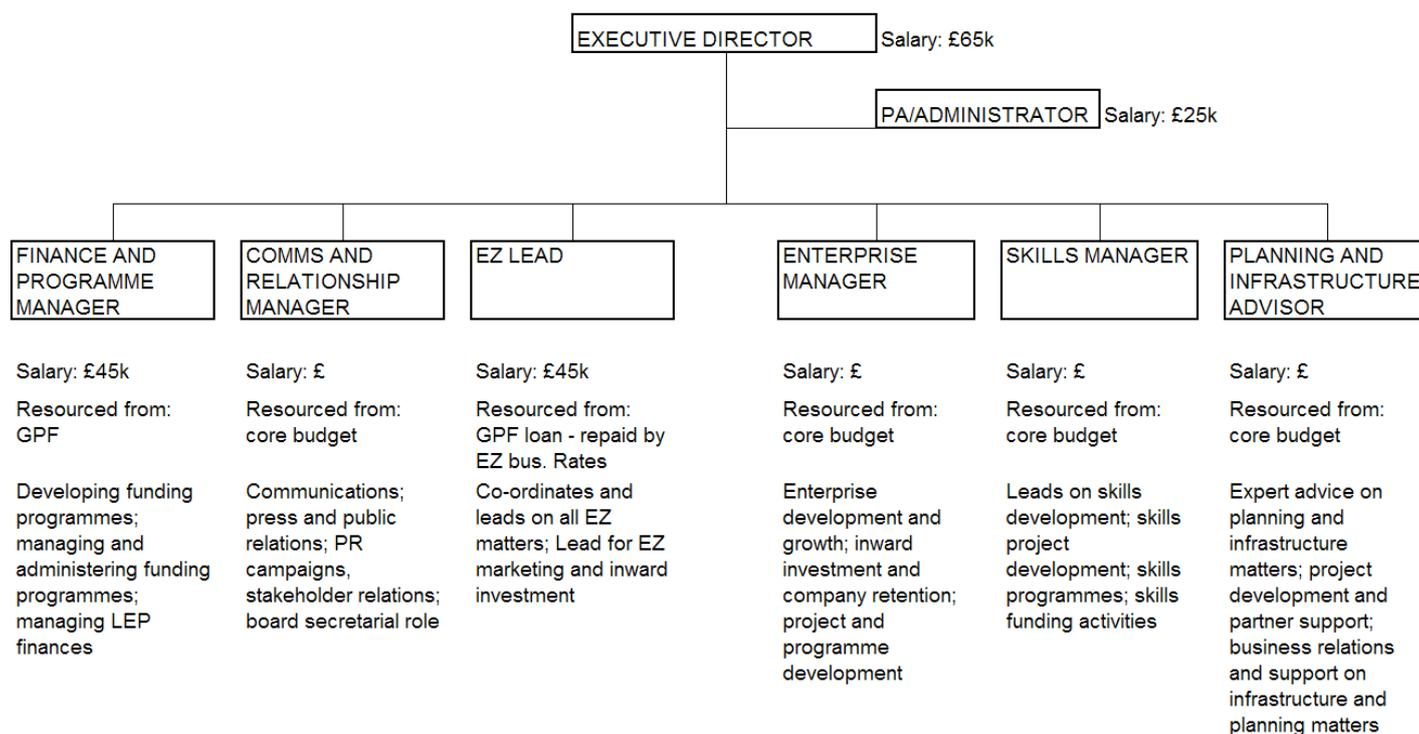 EXECUTIVE DIRECTOR Salary: £65k
PA/ADMINISTRATOR Salary: £25k
FINANCE AND
PROGRAMME
MANAGER
Salary: £45k
Resourced from:
GPF
Developing funding
programmes;
managing and
administering funding
programmes;
managing LEP
finances
COMMS AND
RELATIONSHIP
MANAGER
Salary: £
Resourced from:
core budget
Communications;
press and public
relations; PR
campaigns,
stakeholder relations;
board secretarial role
EZ LEAD
Salary: £45k
Resourced from:
GPF loan - repaid by
EZ bus. Rates
Co-ordinates and
leads on all EZ
matters; Lead for EZ
marketing and inward
investment
ENTERPRISE
MANAGER
Salary: £
Resourced from:
core budget
Enterprise
development and
growth; inward
investment and
company retention;
project and
programme
development
SKILLS MANAGER
Salary: £
Resourced from:
core budget
Leads on skills
development; skills
project
development; skills
programmes; skills
funding activities
PLANNING AND
INFRASTRUCTURE
ADVISOR
Salary: £
Resourced from:
core budget
Expert advice on
planning and
infrastructure
matters; project
development and
partner support;
business relations
and support on
infrastructure and
planning matters